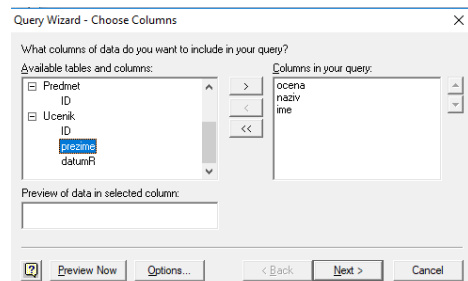 Query Wizard - Choose Columns
What columns of data do you want to include in your query?
Available tables and columns:
Columns in your query:
Predmet
ID
Ucenik
ID
prezime
datumR
>
<
<<
ocena
naziv
ime
Preview of data in selected column:
Preview Now
Options...
< Back
Next >
Cancel